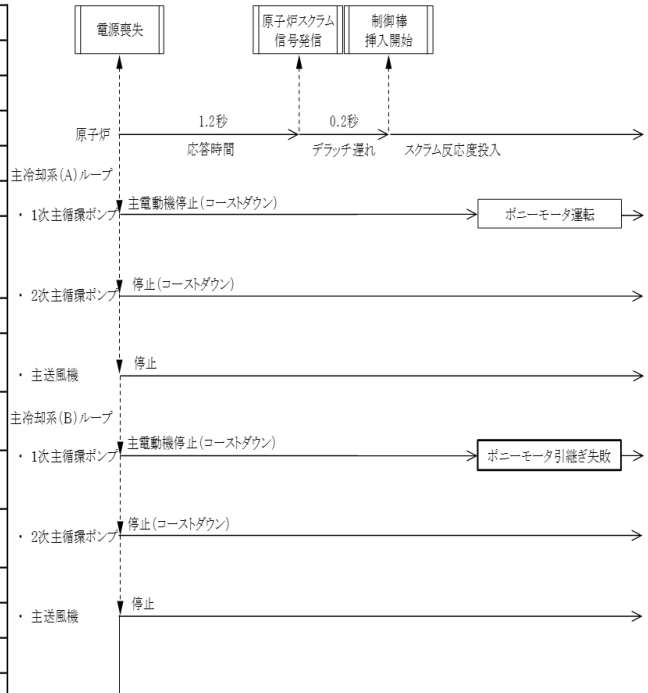 電源喪失
原子炉スクラム
信号発信
制御棒
挿入開始
1.2秒
0.2秒
原子炉
応答時間
デラッチ遅れ
スクラム反応度投入
主冷却系(A)ループ
主電動機停止(コーストダウン)
・ 1次主循環ポンプ
ポニーモータ運転
停止(コーストダウン)
・ 2次主循環ポンプ
停止
・ 主送風機
主冷却系(B)ループ
主電動機停止(コーストダウン)
・ 1次主循環ポンプ
ポニーモータ引継ぎ失敗
停止(コーストダウン)
・ 2次主循環ポンプ
停止
・ 主送風機